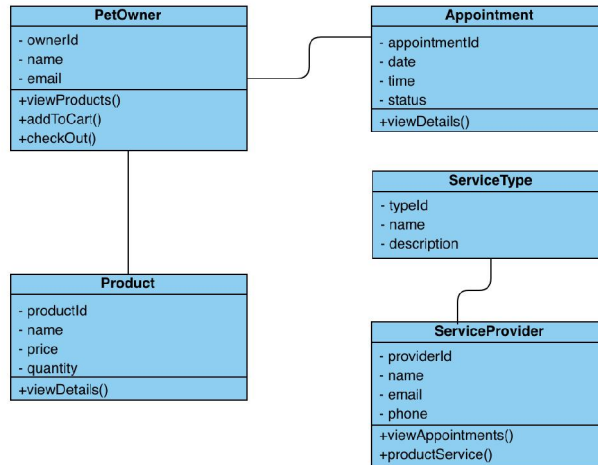 PetOwner
- ownerId
- name
- email
+viewProducts()
+addToCart()
+checkOut()
Appointment
- appointmentId
- date
- time
- status
+viewDetails()
ServiceType
- typeId
- name
- description
Product
- productId
- name
- price
- quantity
+viewDetails()
ServiceProvider
- providerId
- name
- email
- phone
+viewAppointments()
+productService()